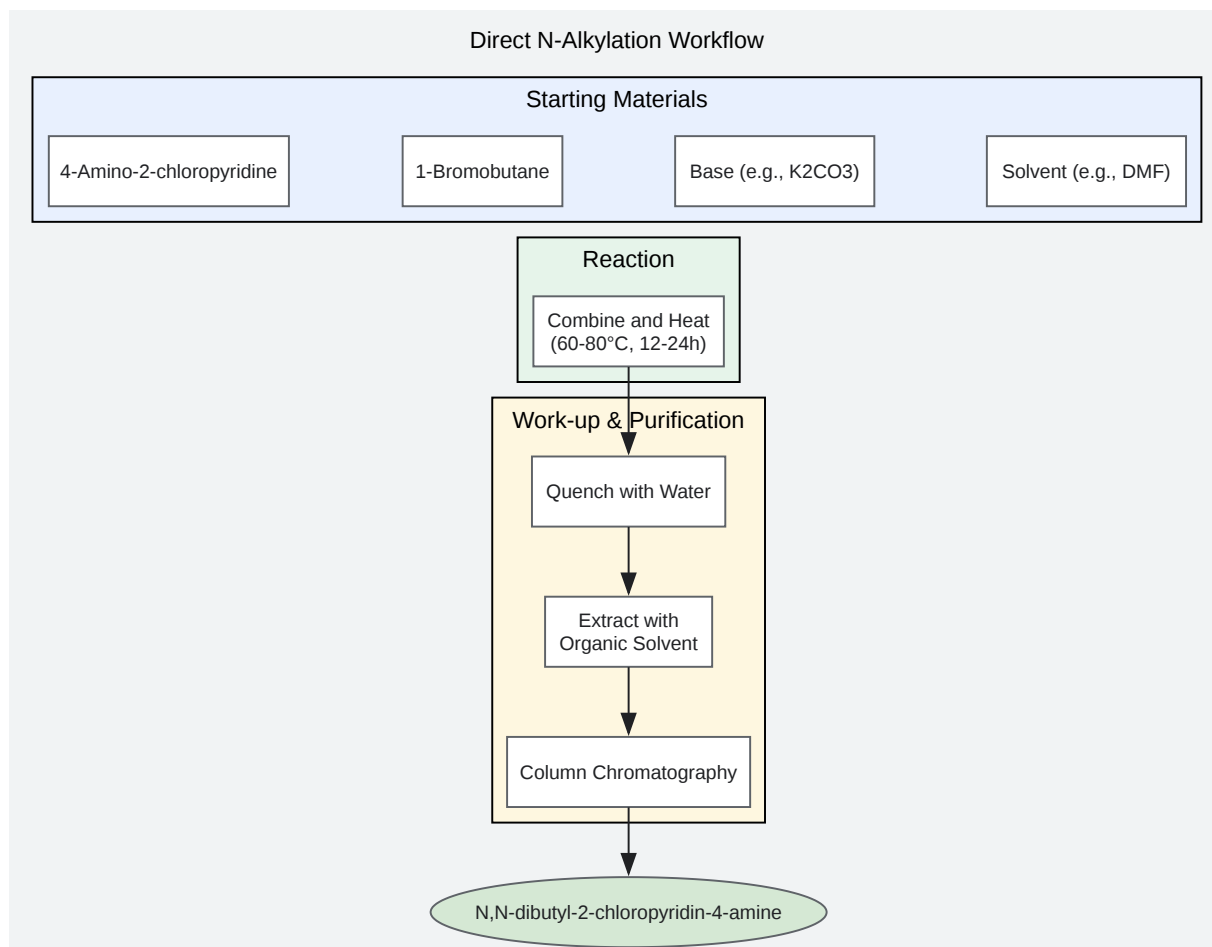 Direct N-Alkylation Workflow
Starting Materials
4-Amino-2-chloropyridine
1-Bromobutane
Base (e.g., K2CO3)
Solvent (e.g., DMF)
Reaction
Combine and Heat
(60-80°C, 12-24h)
Work-up & Purification
Quench with Water
Extract with
Organic Solvent
Column Chromatography
N,N-dibutyl-2-chloropyridin-4-amine